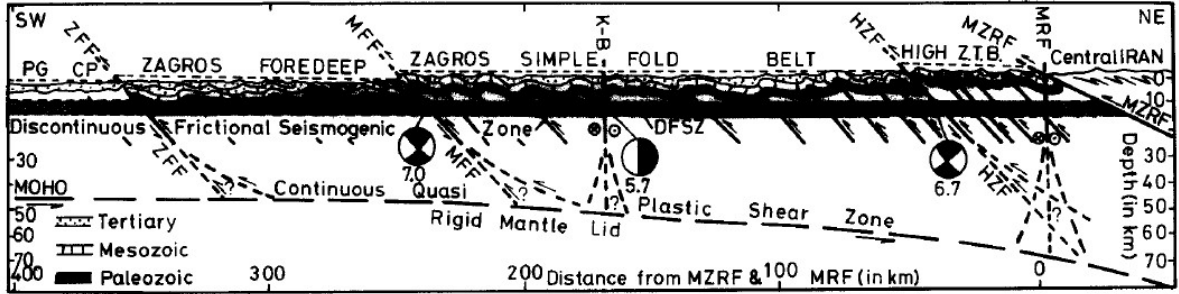 SW ZFF MFF K-B HZF MZRF MRF NE
PG CP ZAGROS FOREDEEP ZAGROS SIMPLE FOLD BELT HIGH Z.T.B. Central IRAN
0
10
MZRF
Discontinuous Frictional Seismogenic Zone DFSZ
30 ZFF 7.0 MFF 5.7 6.7 HZF 30
MOHO ? Continuous Quasi ? ? Plastic Shear Zone ?
Rigid Mantle Lid
50 Tertiary 50
60 Mesozoic 60
70 Paleozoic 70
Depth (in km)
400 300 200 Distance from MZRF & 100 MRF (in km) 0